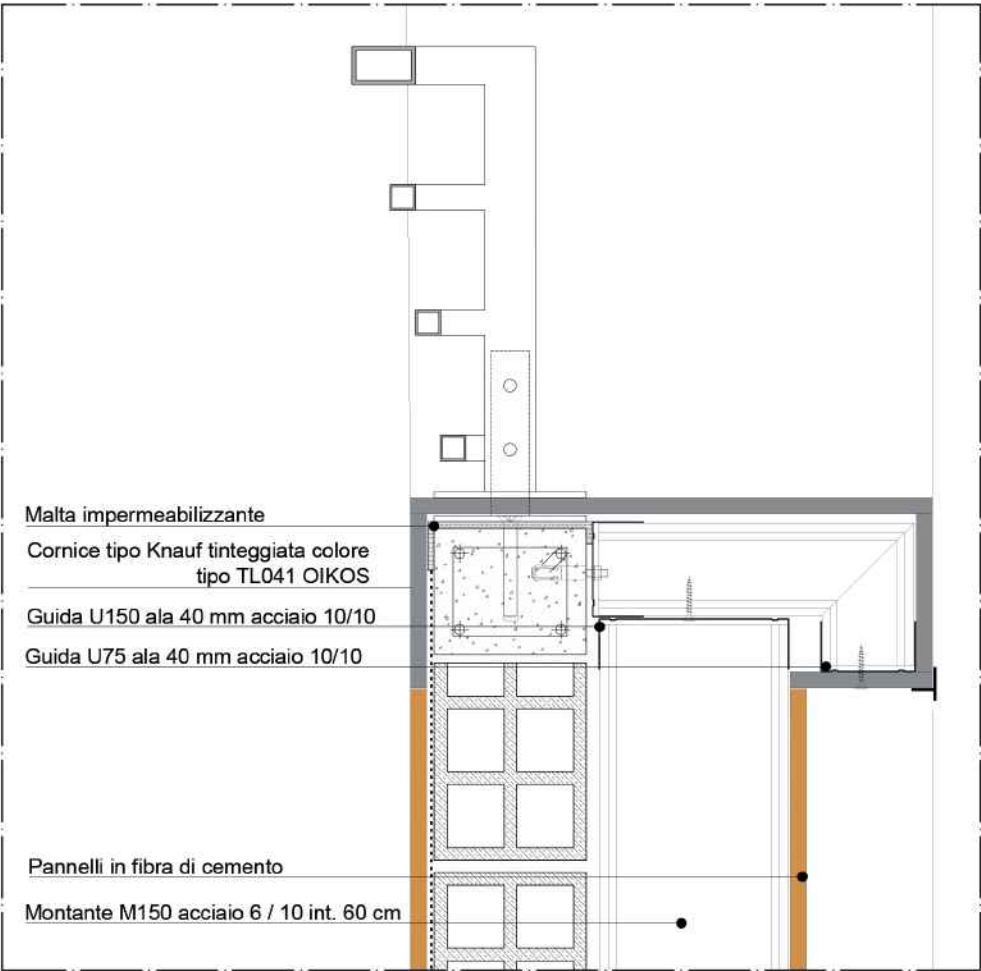 Malta impermeabilizzante
Cornice tipo Knauf tinteggiata colore
tipo TL041 OIKOS
Guida U150 ala 40 mm acciaio 10/10
Guida U75 ala 40 mm acciaio 10/10
Pannelli in fibra di cemento
Montante M150 acciaio 6 / 10 int. 60 cm